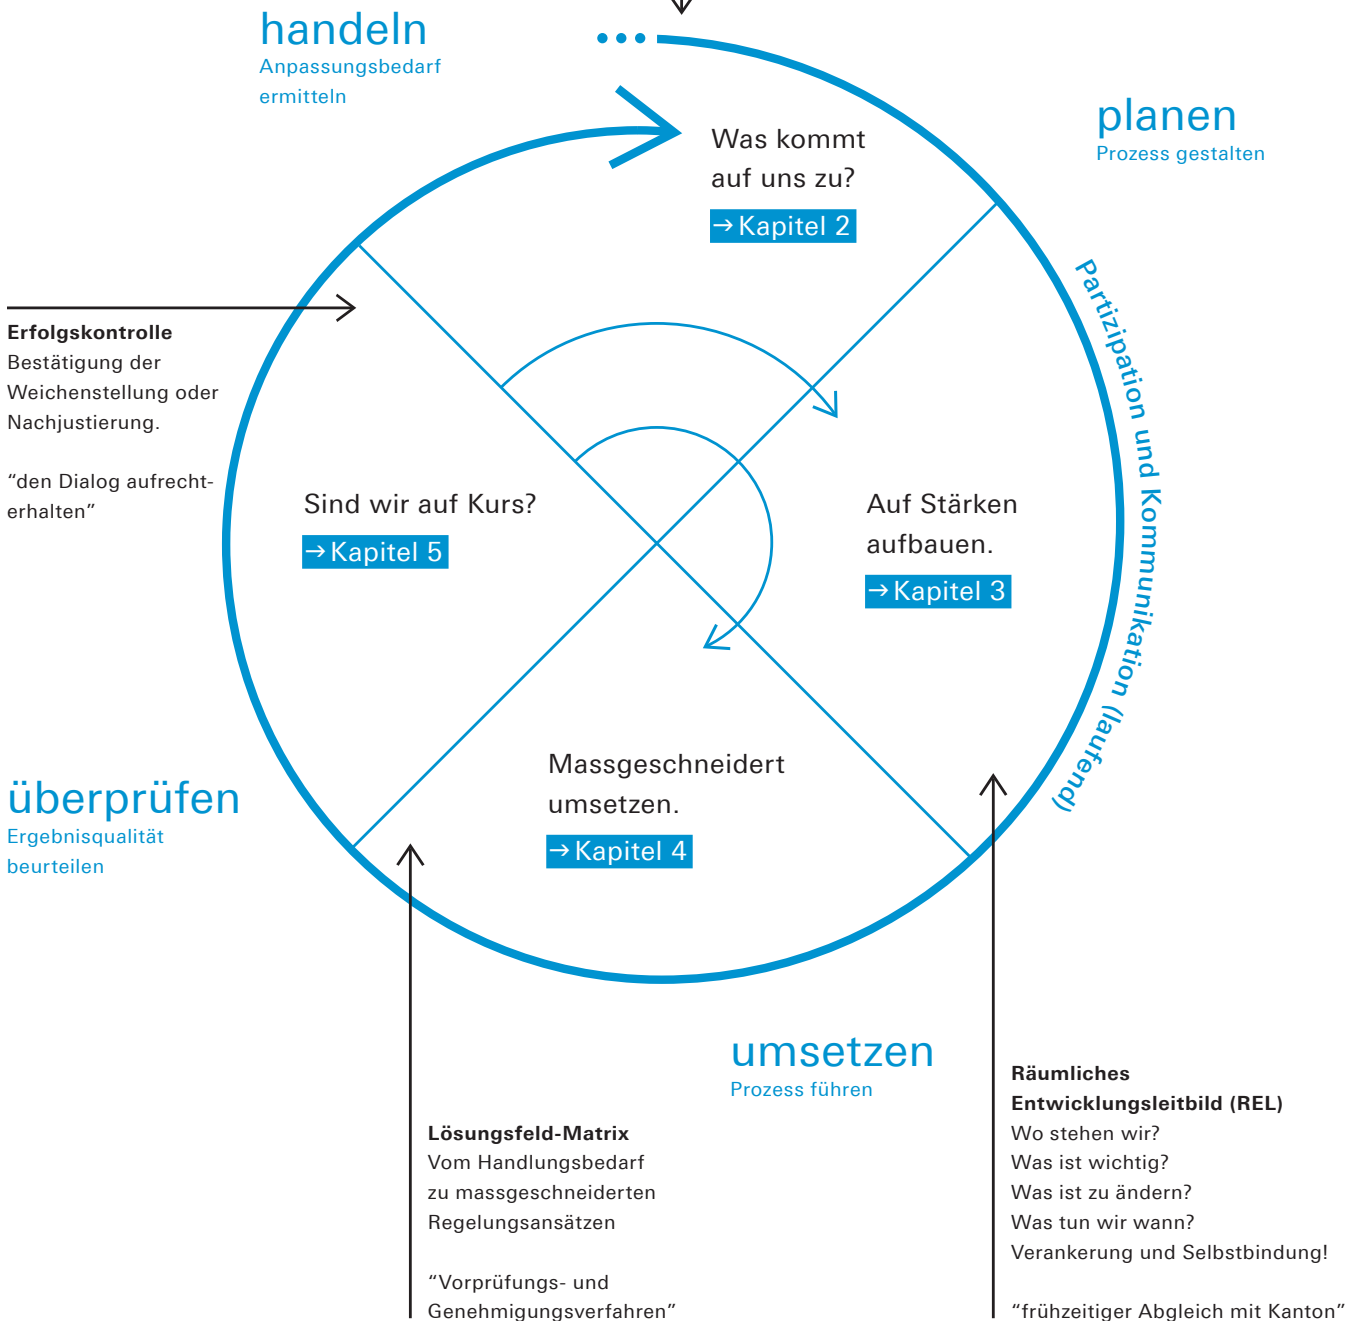 handeln
Anpassungsbedarf
ermitteln
planen
Prozess gestalten
Was kommt
auf uns zu?
→ Kapitel 2
Partizipation und Kommunikation (laufend)
Erfolgskontrolle
Bestätigung der
Weichenstellung oder
Nachjustierung.
“den Dialog aufrecht-
erhalten”
Sind wir auf Kurs?
→ Kapitel 5
Auf Stärken
aufbauen.
→ Kapitel 3
Massgeschneidert
umsetzen.
→ Kapitel 4
überprüfen
Ergebnisqualität
beurteilen
umsetzen
Prozess führen
Lösungsfeld-Matrix
Vom Handlungsbedarf
zu massgeschneiderten
Regelungsansätzen
“Vorprüfungs- und
Genehmigungsverfahren”
Räumliches
Entwicklungsleitbild (REL)
Wo stehen wir?
Was ist wichtig?
Was ist zu ändern?
Was tun wir wann?
Verankerung und Selbstbindung!
“frühzeitiger Abgleich mit Kanton”